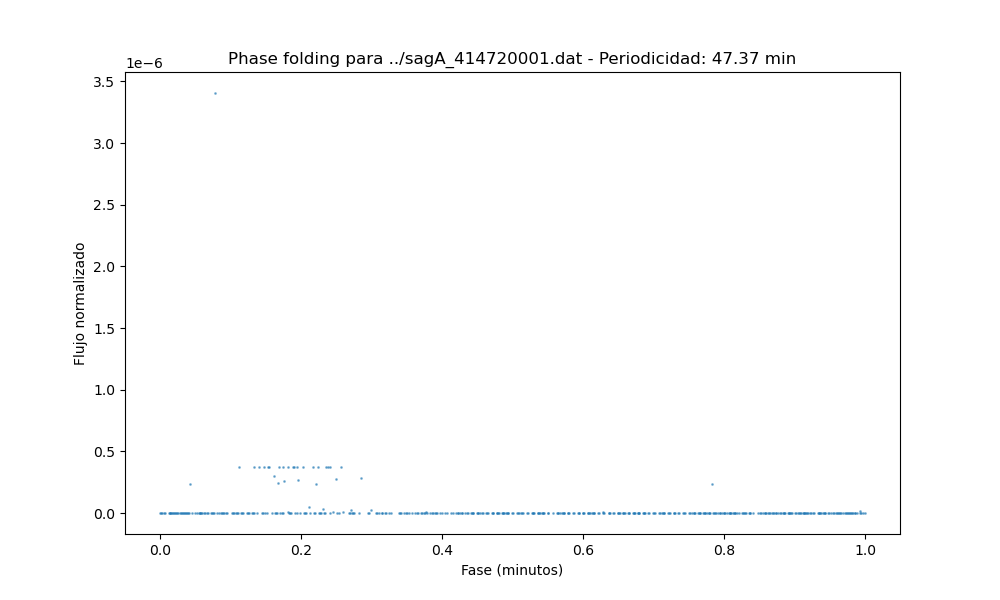 Phase folding para ../sagA_414720001.dat - Periodicidad: 47.37 min
1e−6
3.5
3.0
2.5
2.0
1.5
1.0
0.5
0.0
Flujo normalizado
0.0 0.2 0.4 0.6 0.8 1.0
Fase (minutos)